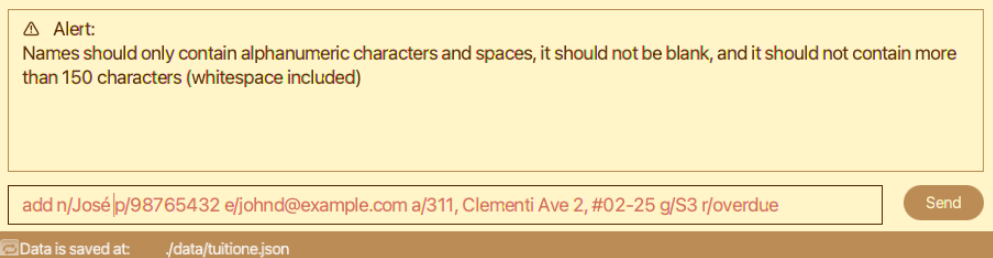 ⚠ Alert:
Names should only contain alphanumeric characters and spaces, it should not be blank, and it should not contain more
than 150 characters (whitespace included)
add n/José p/98765432 e/johnd@example.com a/311, Clementi Ave 2, #02-25 g/S3 r/overdue
Send
Data is saved at: ./data/tuitione.json